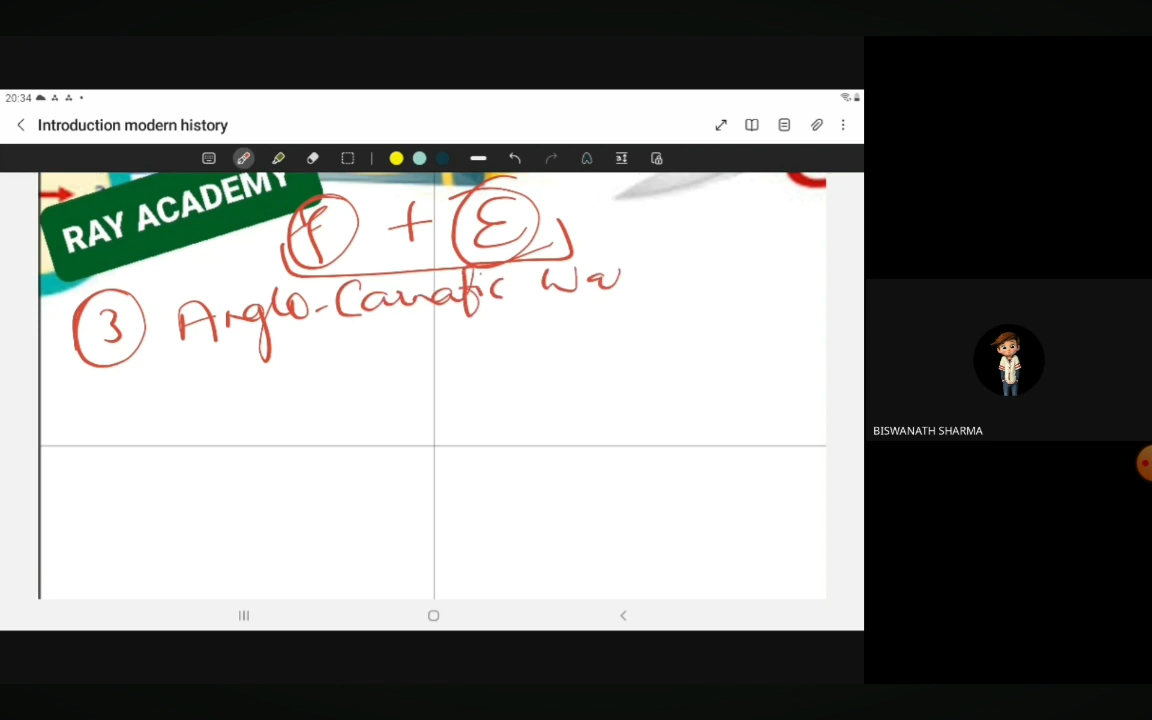 20:34
Introduction modern history
RAY ACADEMY
f + E
3 Anglo-Carnatic Wa
BISWANATH SHARMA